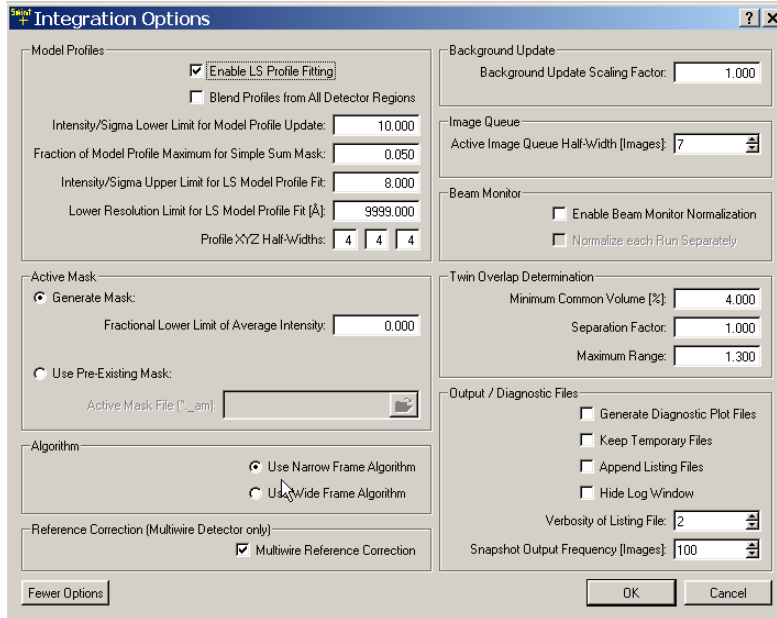 Saint Integration Options
Model Profiles
Enable LS Profile Fitting
Blend Profiles from All Detector Regions
Intensity/Sigma Lower Limit for Model Profile Update: 10.000
Fraction of Model Profile Maximum for Simple Sum Mask: 0.050
Intensity/Sigma Upper Limit for LS Model Profile Fit: 8.000
Lower Resolution Limit for LS Model Profile Fit [Å]: 9999.000
Profile XYZ Half-Widths: 4 4 4
Active Mask
Generate Mask:
Fractional Lower Limit of Average Intensity: 0.000
Use Pre-Existing Mask:
Active Mask File (*._am):
Algorithm
Use Narrow Frame Algorithm
Use Wide Frame Algorithm
Reference Correction (Multiwire Detector only)
Multiwire Reference Correction
Fewer Options
Background Update
Background Update Scaling Factor: 1.000
Image Queue
Active Image Queue Half-Width [Images]: 7
Beam Monitor
Enable Beam Monitor Normalization
Normalize each Run Separately
Twin Overlap Determination
Minimum Common Volume [%]: 4.000
Separation Factor: 1.000
Maximum Range: 1.300
Output / Diagnostic Files
Generate Diagnostic Plot Files
Keep Temporary Files
Append Listing Files
Hide Log Window
Verbosity of Listing File: 2
Snapshot Output Frequency [Images]: 100
OK Cancel